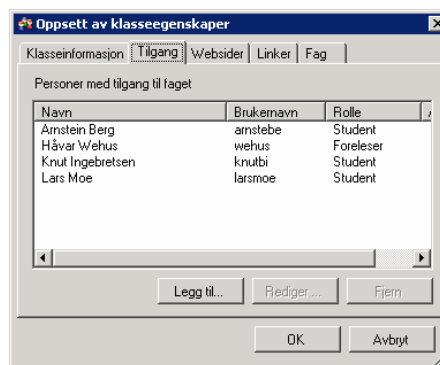 Oppsett av klasseegenskaper
Klasseinformasjon Tilgang Websider Linker Fag
Personer med tilgang til faget
Navn Brukernavn Rolle
Arnstein Berg arnstebe Student
Håvar Wehus wehus Foreleser
Knut Ingebretsen knutbi Student
Lars Moe larsmoe Student
Legg til... Rediger ... Fjern
OK Avbryt